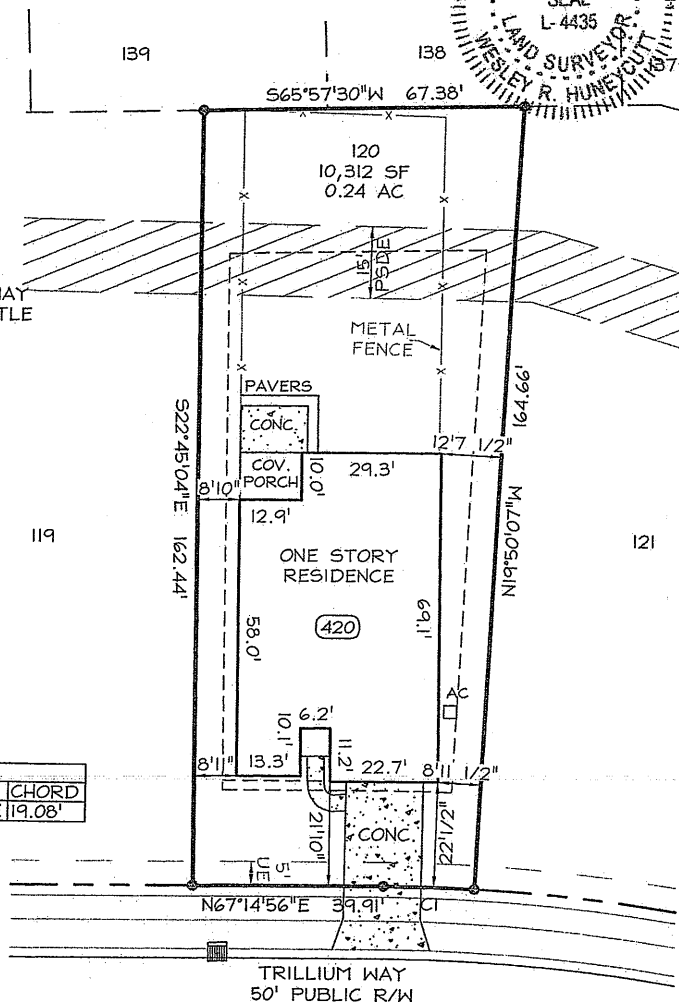 SEAL
L-4435
LAND SURVEYOR
WESLEY R. HUNEYCUTT
139
138
137
S65°57'30"W 67.38'
120
10,312 SF
0.24 AC
15'
PSDE
METAL
FENCE
164.66'
PAVERS
CONC.
COV.
PORCH
10.0'
29.3'
12'7 1/2"
8'10"
12.9'
S22°45'04"E 162.44'
N19°50'07"W
119
121
ONE STORY
RESIDENCE
420
58.0'
69.1'
AC
6.2'
10.1'
11.2'
8'11"
13.3'
22.7'
8'11 1/2"
CHORD
19.08'
21'10"
CONC.
22'1/2"
5'
UE
N67°14'56"E 39.91' C1
TRILLIUM WAY
50' PUBLIC R/W